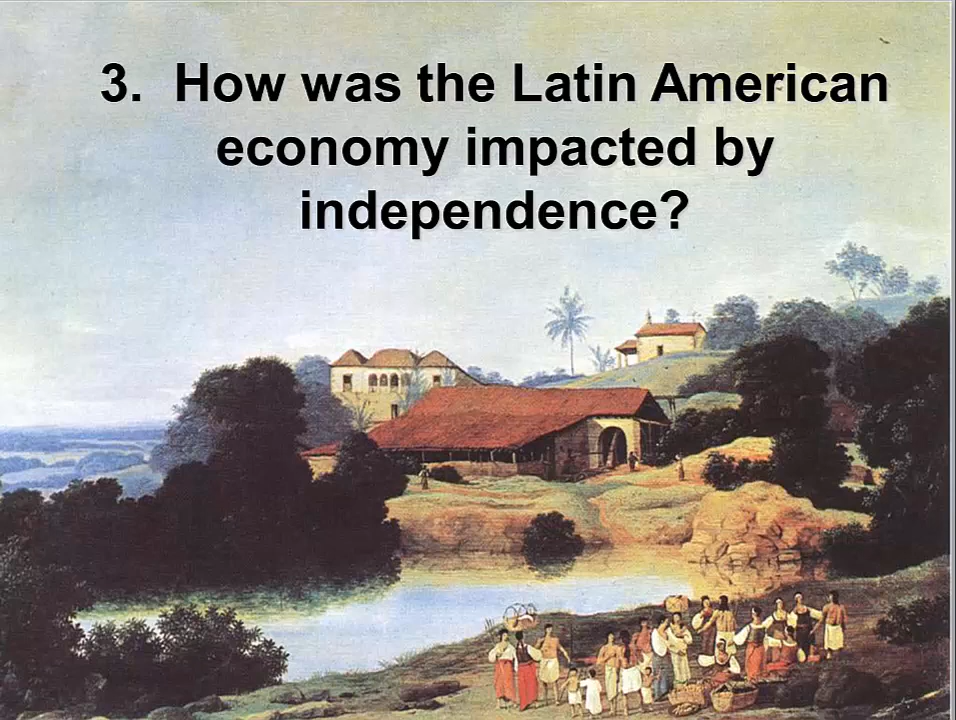 3. How was the Latin American
economy impacted by
independence?